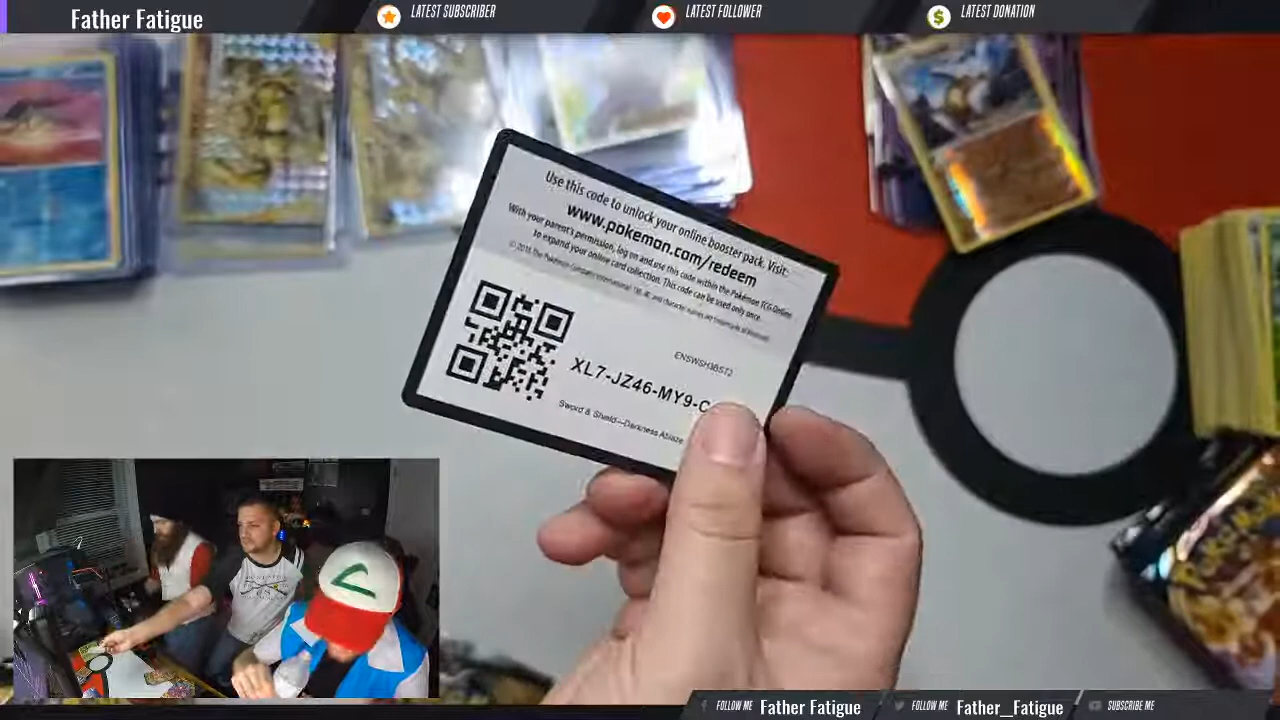 Father Fatigue
LATEST SUBSCRIBER
LATEST FOLLOWER
LATEST DONATION
Use this code to unlock your online booster pack. Visit:
www.pokemon.com/redeem
With your parent's permission, log on and use this code within the Pokémon TCG Online
to expand your online card collection. This code can be used only once.
XL7-JZ46-MY9-C
Sword & Shield—Darkness Ablaze
FOLLOW ME Father Fatigue
FOLLOW ME Father_Fatigue
SUBSCRIBE ME